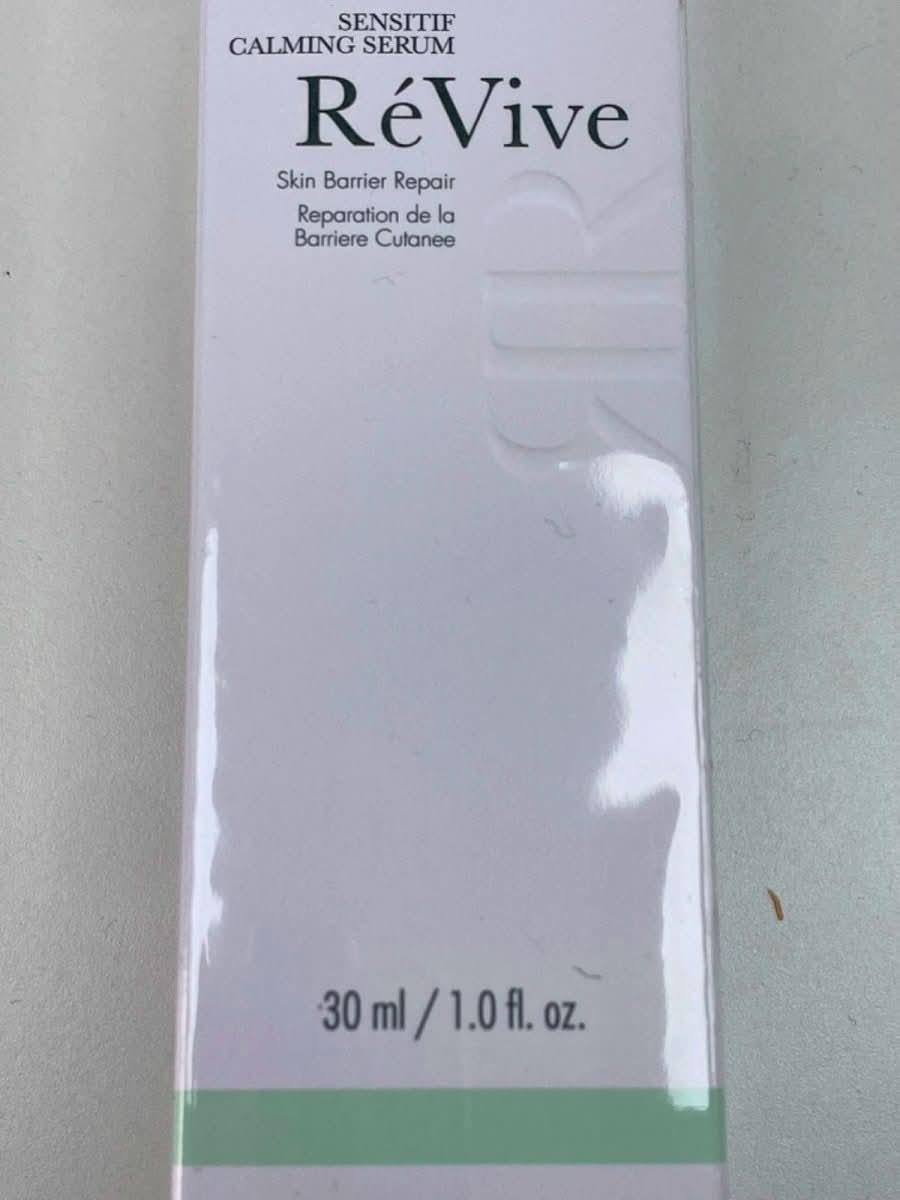 SENSITIF
CALMING SERUM
RéVive
Skin Barrier Repair
Reparation de la
Barriere Cutanee
30 ml / 1.0 fl. oz.